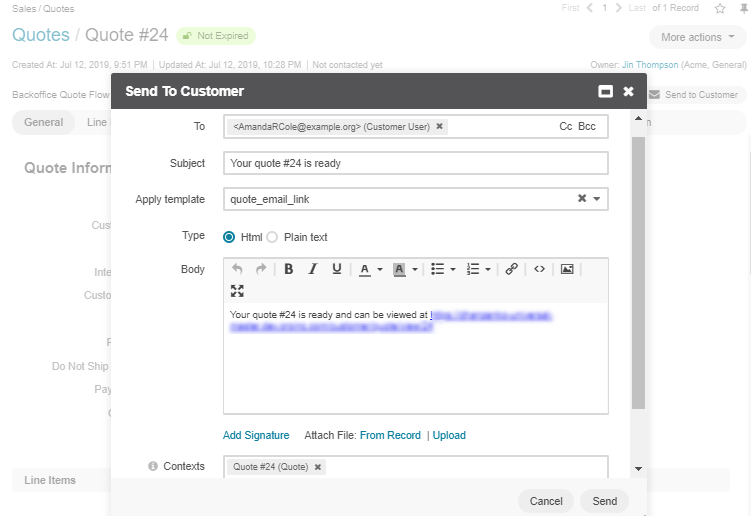 Sales / Quotes
First 1 Last of 1 Record
Quotes / Quote #24 Not Expired
More actions
Created At: Jul 12, 2019, 9:51 PM Updated At: Jul 12, 2019, 10:28 PM Not contacted yet
Owner: Jin Thompson (Acme, General)
Backoffice Quote Flow
Send to Customer
General Line
Quote Inforn
Cus
Inte
Custo
F
Do Not Ship
Pay
Line Items
Send To Customer
To <AmandaRCole@example.org> (Customer User) Cc Bcc
Subject Your quote #24 is ready
Apply template quote_email_link
Type Html Plain text
Body B I U A A
Your quote #24 is ready and can be viewed at
Add Signature Attach File: From Record | Upload
Contexts Quote #24 (Quote)
Cancel Send